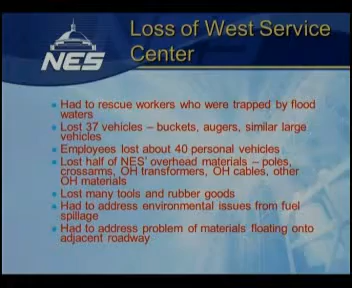 Loss of West Service
Center
NES
Had to rescue workers who were trapped by flood
waters
Lost 37 vehicles – buckets, augers, similar large
vehicles
Employees lost about 40 personal vehicles
Lost half of NES' overhead materials – poles,
crossarms, OH transformers, OH cables, other
OH materials
Lost many tools and rubber goods
Had to address environmental issues from fuel
spillage
Had to address problem of materials floating onto
adjacent roadway